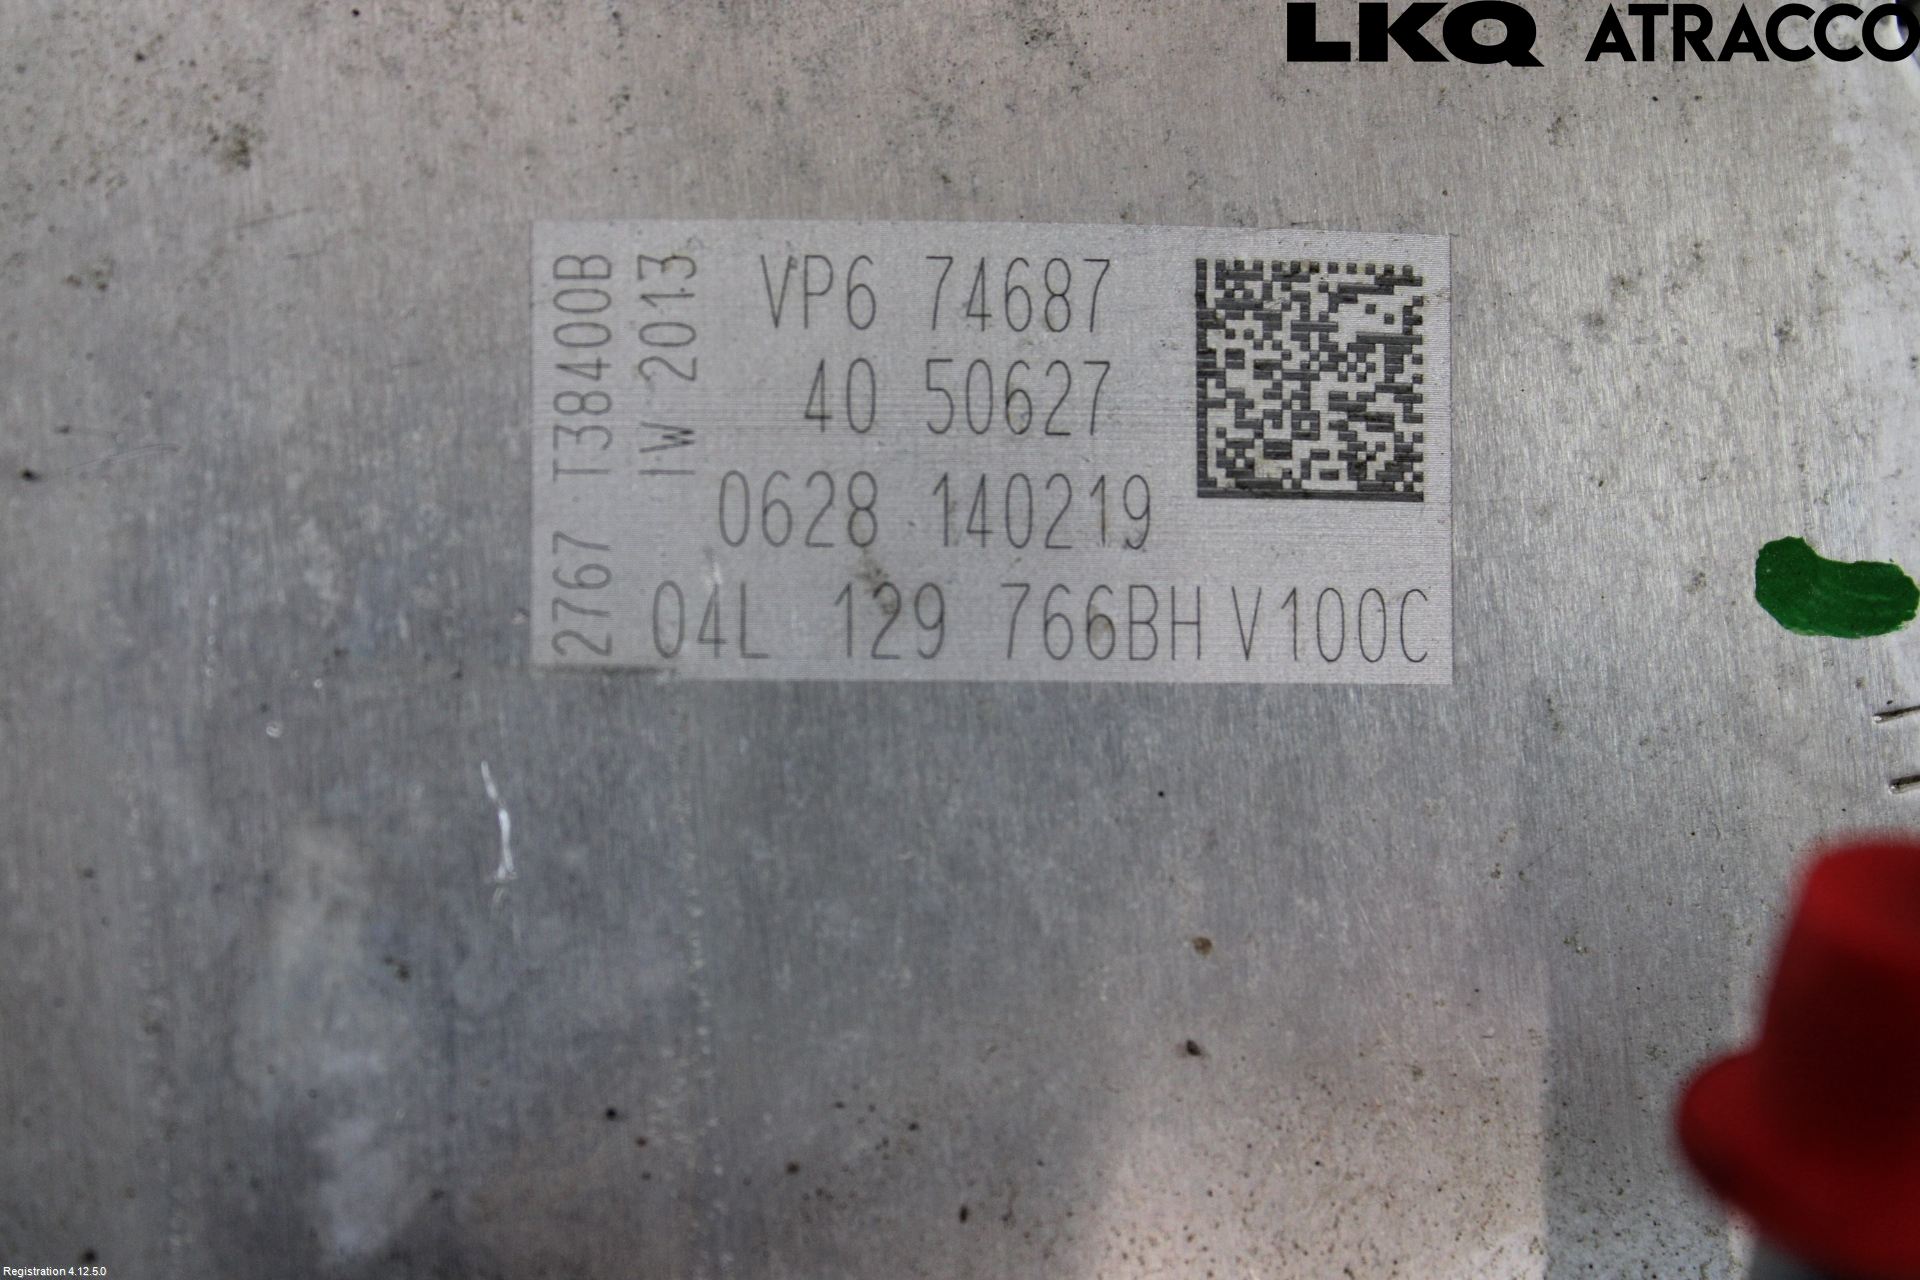 LKQ ATRACCO
2767 T38400B
IW 2013
VP6 74687
40 50627
0628 140219
04L 129 766BH V100C
Registration 4.12.5.0